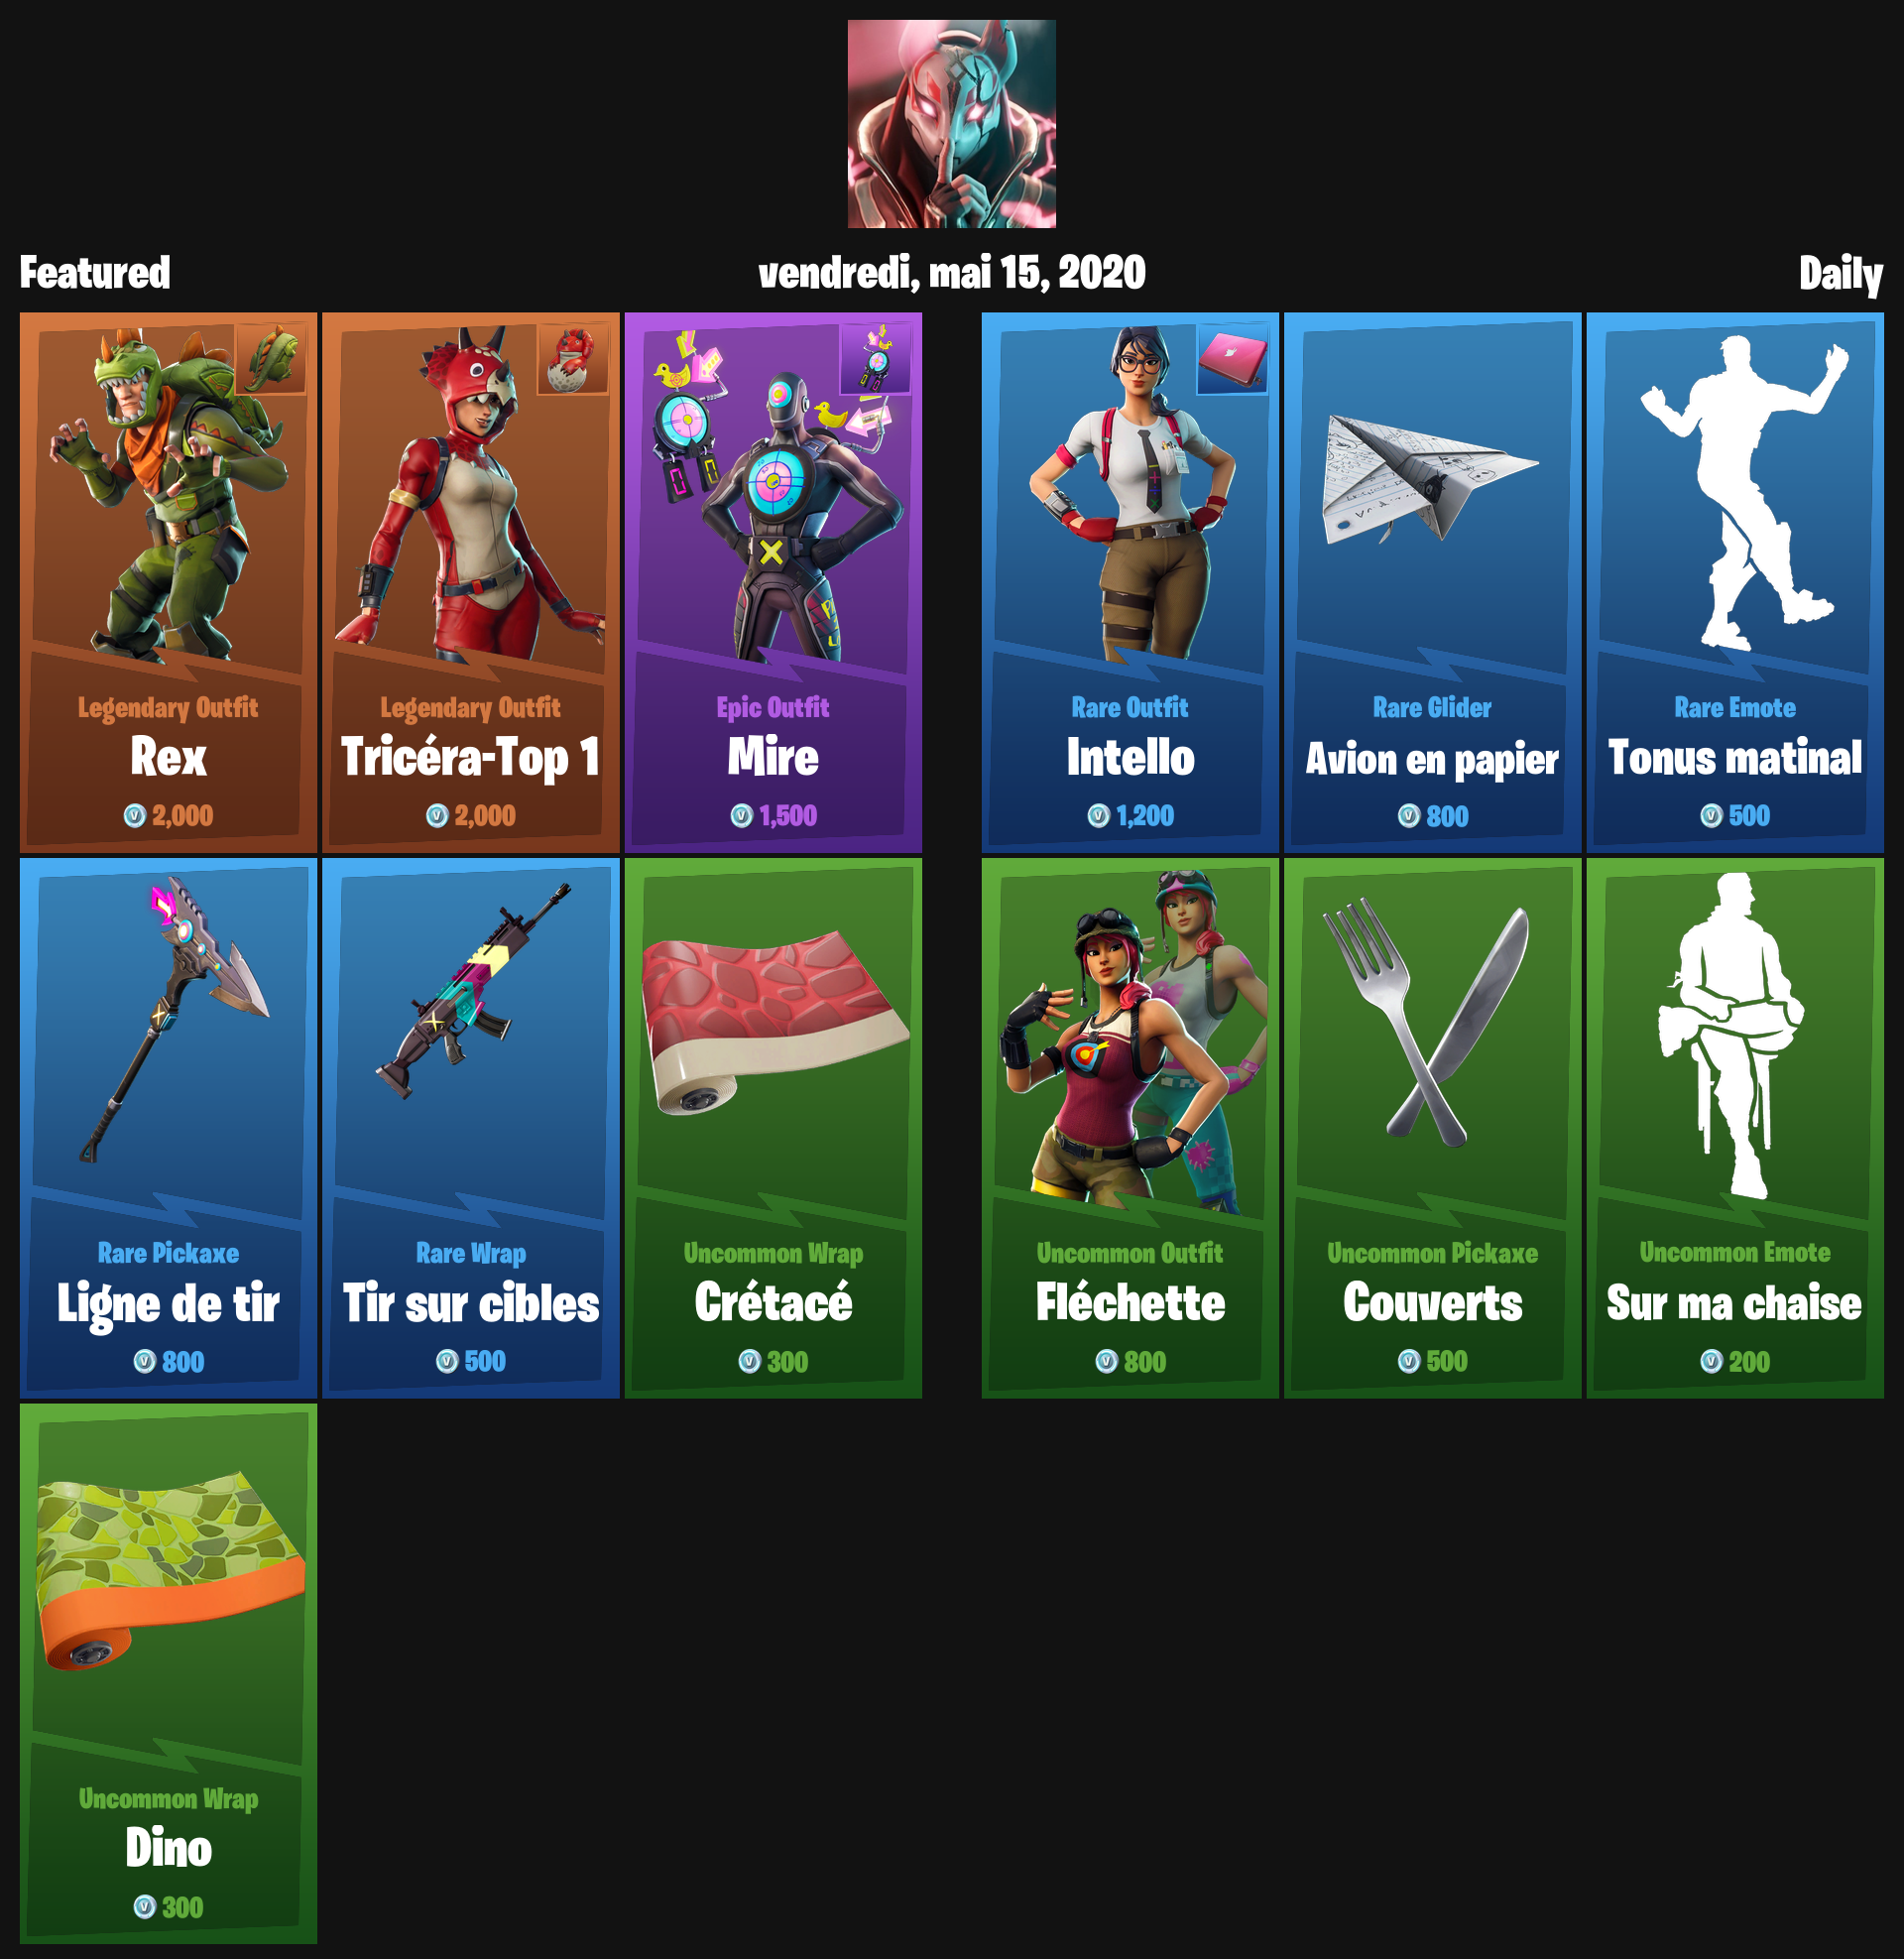 Featured
vendredi, mai 15, 2020
Daily
Legendary Outfit
Rex
2,000
Legendary Outfit
Tricéra-Top 1
2,000
Epic Outfit
Mire
1,500
Rare Outfit
Intello
1,200
Rare Glider
Avion en papier
800
Rare Emote
Tonus matinal
500
Rare Pickaxe
Ligne de tir
800
Rare Wrap
Tir sur cibles
500
Uncommon Wrap
Crétacé
300
Uncommon Outfit
Fléchette
800
Uncommon Pickaxe
Couverts
500
Uncommon Emote
Sur ma chaise
200
Uncommon Wrap
Dino
300